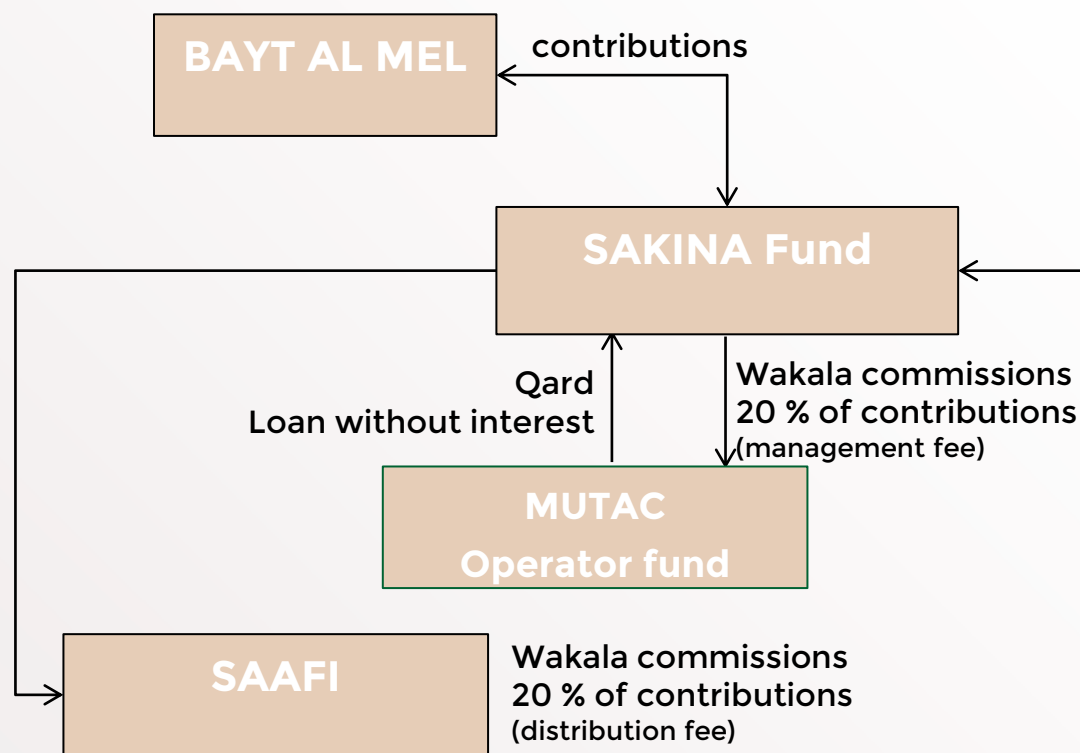 BAYT AL MEL
contributions
SAKINA Fund
Qard
Loan without interest
Wakala commissions
20 % of contributions
(management fee)
MUTAC
Operator fund
SAAFI
Wakala commissions
20 % of contributions
(distribution fee)